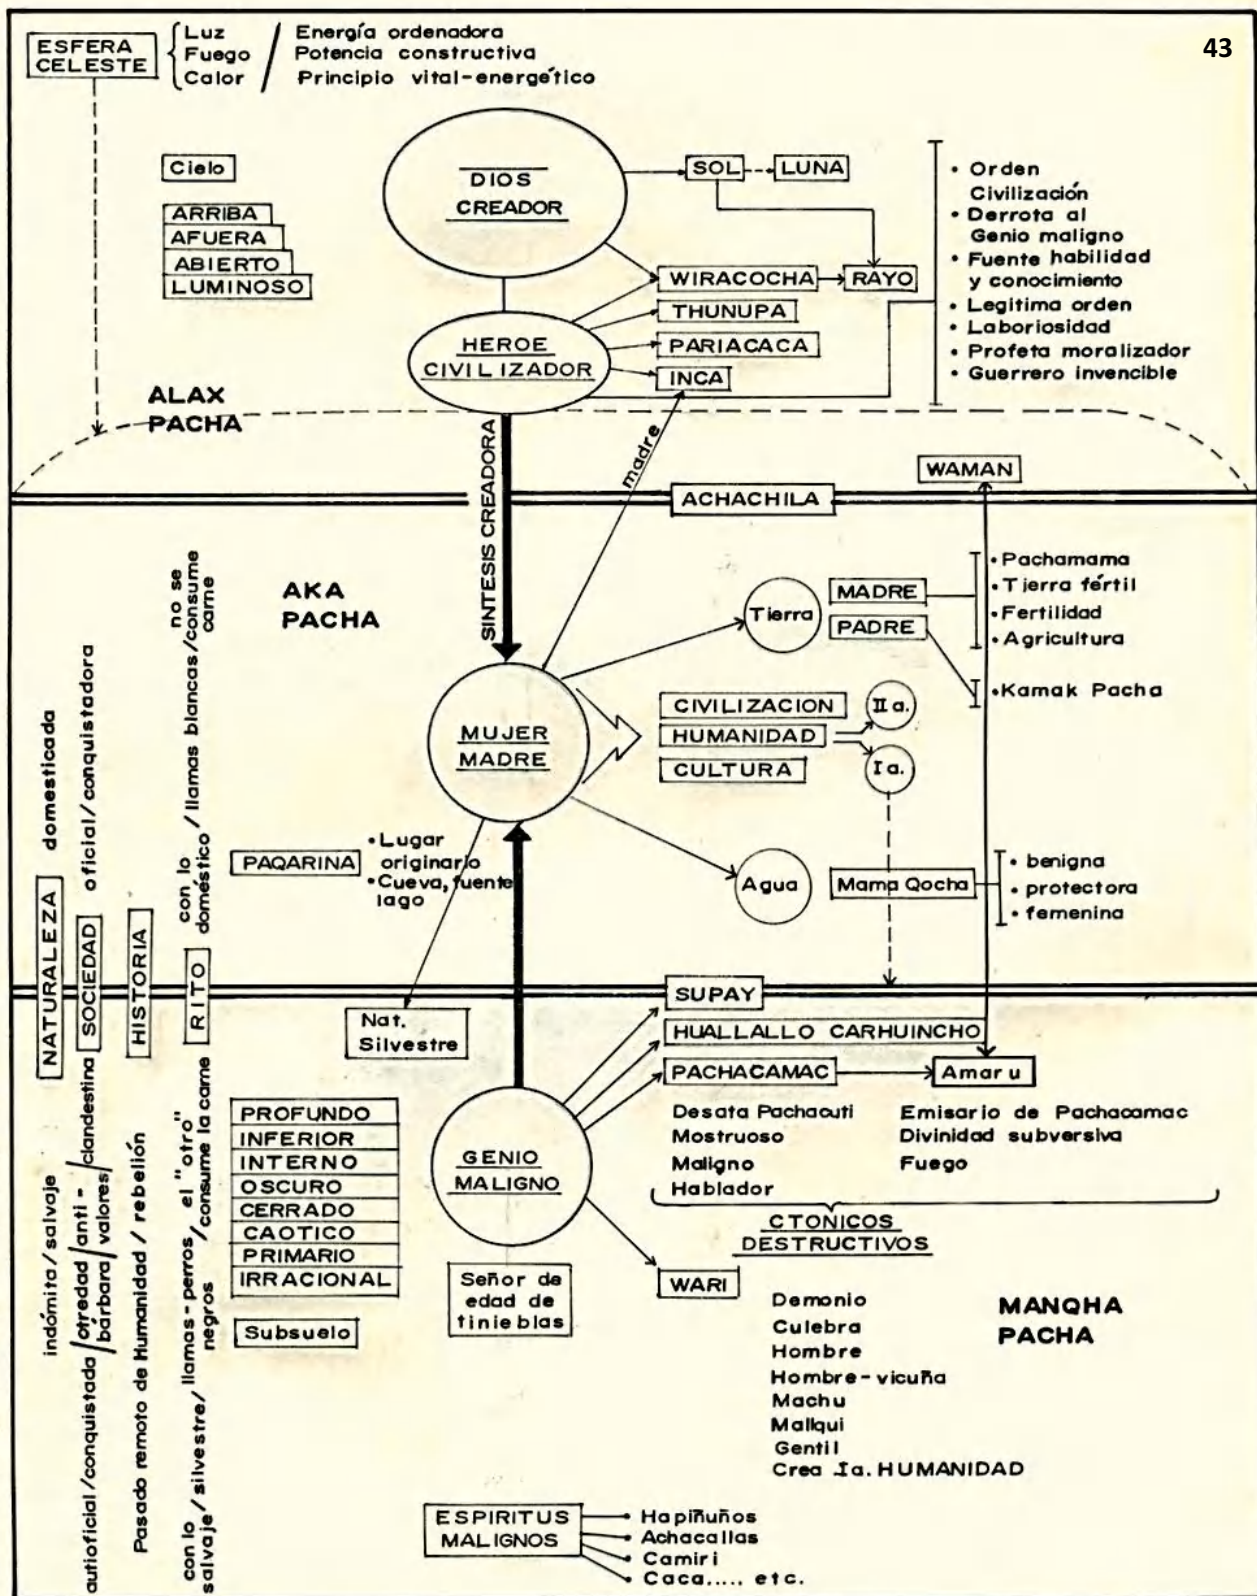 43
ESFERA
CELESTE
Luz / Energía ordenadora
Fuego / Potencia constructiva
Calor / Principio vital-energético
Cielo
ARRIBA
AFUERA
ABIERTO
LUMINOSO
DIOS
CREADOR
SOL
LUNA
WIRACOCHA
RAYO
THUNUPA
PARIACACA
INCA
HEROE
CIVILIZADOR
• Orden
Civilización
• Derrota al
Genio maligno
• Fuente habilidad
y conocimiento
• Legitima orden
• Laboriosidad
• Profeta moralizador
• Guerrero invencible
ALAX
PACHA
SINTESIS CREADORA
madre
WAMAN
ACHACHILA
AKA
PACHA
Tierra
MADRE
PADRE
• Pachamama
• Tierra fértil
• Fertilidad
• Agricultura
• Kamak Pacha
MUJER
MADRE
CIVILIZACION
HUMANIDAD
CULTURA
IIa.
Ia.
PAQARINA
• Lugar
originario
• Cueva, fuente
lago
Agua
Mama Qocha
• benigna
• protectora
• femenina
NATURALEZA
domesticada
indómita/salvaje
SOCIEDAD
oficial/conquistadora
autioficial/conquistada/otredad/anti-/clandestina
bárbara/valores
HISTORIA
Pasado remoto de Humanidad / rebelión
RITO
con lo /llamas blancas/consume
doméstico
no se
carne
con lo /silvestre/llamas-perros/el "otro"
salvaje
negros /consume la carne
SUPAY
Nat.
Silvestre
HUALLALLO CARHUINCHO
PACHACAMAC
Amaru
PROFUNDO
INFERIOR
INTERNO
OSCURO
CERRADO
CAOTICO
PRIMARIO
IRRACIONAL
Subsuelo
GENIO
MALIGNO
Señor de
edad de
tinieblas
Desata Pachacuti
Mostruoso
Maligno
Hablador
Emisario de Pachacamac
Divinidad subversiva
Fuego
CTONICOS
DESTRUCTIVOS
WARI
Demonio
Culebra
Hombre
Hombre-vicuña
Machu
Mallqui
Gentil
Crea Ia. HUMANIDAD
MANQHA
PACHA
ESPIRITUS
MALIGNOS
Hapiñuños
Achacallas
Camiri
Caca..... etc.